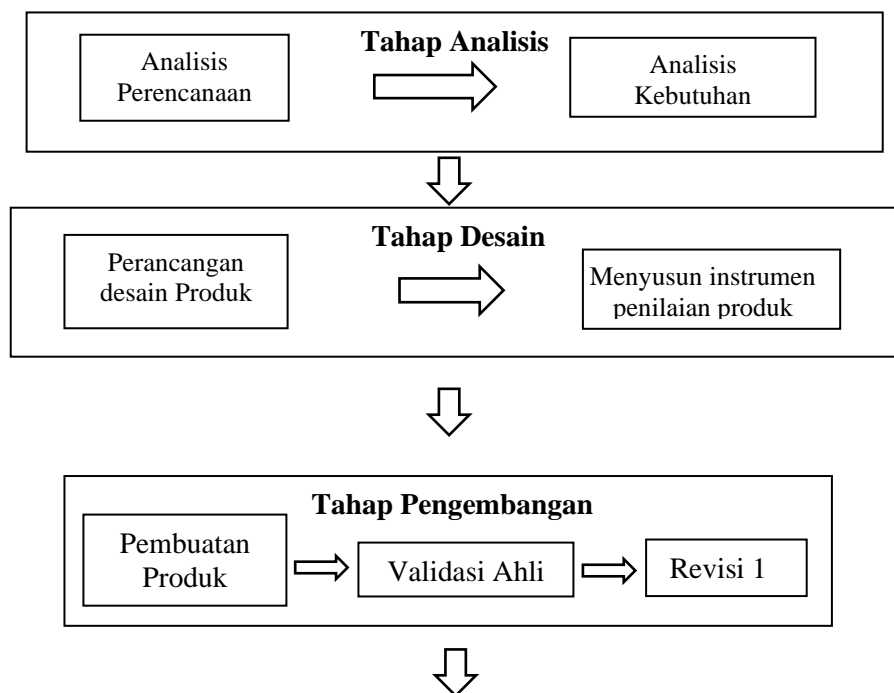 Tahap Analisis
Analisis
Perencanaan
Analisis
Kebutuhan
Tahap Desain
Perancangan
desain Produk
Menyusun instrumen
penilaian produk
Tahap Pengembangan
Pembuatan
Produk
Validasi Ahli
Revisi 1